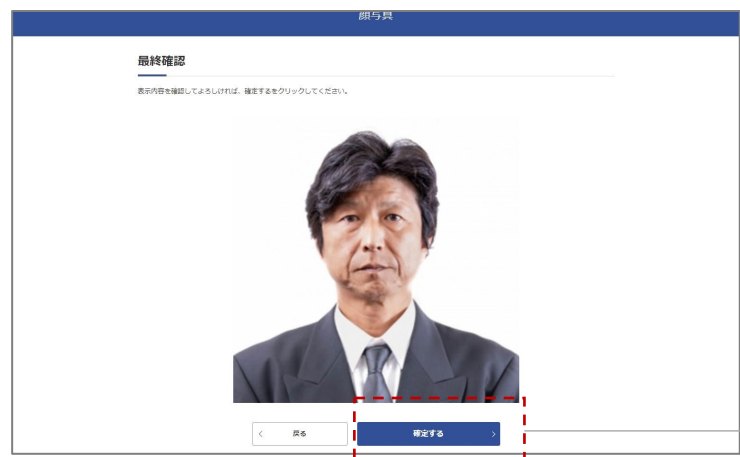 顔写真
最終確認
表示内容を確認してよろしければ、確定するをクリックしてください。
戻る
確定する